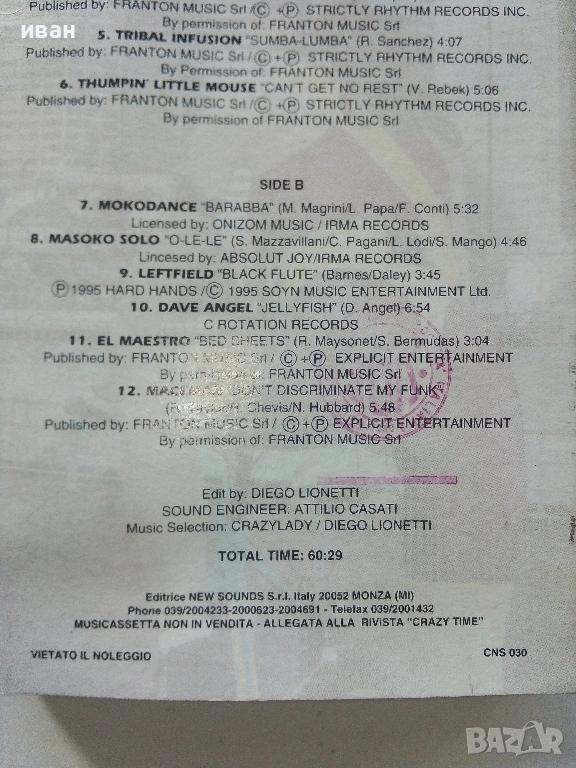 иван
Published by: FRANTON MUSIC Srl / Ⓒ + Ⓟ STRICTLY RHYTHM RECORDS INC.
By permission of: FRANTON MUSIC Srl
5. TRIBAL INFUSION "SUMBA-LUMBA" (R. Sanchez) 4:07
Published by: FRANTON MUSIC Srl / Ⓒ + Ⓟ STRICTLY RHYTHM RECORDS INC.
By Permission of: FRANTON MUSIC Srl
6. THUMPIN' LITTLE MOUSE "CAN'T GET NO REST" (V. Rebek) 5:06
Published by: FRANTON MUSIC Srl / Ⓒ + Ⓟ STRICTLY RHYTHM RECORDS INC.
By permission of FRANTON MUSIC Srl
SIDE B
7. MOKODANCE "BARABBA" (M. Magrini/L. Papa/F. Conti) 5:32
Licensed by: ONIZOM MUSIC / IRMA RECORDS
8. MASOKO SOLO "O-LE-LE" (S. Mazzavillani/C. Pagani/L. Lodi/S. Mango) 4:46
Lincesed by: ABSOLUT JOY/IRMA RECORDS
9. LEFTFIELD "BLACK FLUTE" (Barnes/Daley) 3:45
Ⓟ 1995 HARD HANDS / Ⓒ 1995 SOYN MUSIC ENTERTAINMENT Ltd.
10. DAVE ANGEL "JELLYFISH" (D. Angel) 6:54
C ROTATION RECORDS
11. EL MAESTRO "BED SHEETS" (R. Maysonet/S. Bermudas) 3:04
Published by: FRANTON MUSIC Srl / Ⓒ + Ⓟ EXPLICIT ENTERTAINMENT
By permission of: FRANTON MUSIC Srl
12. "DON'T DISCRIMINATE MY FUNK"
Chevis/N. Hubbard) 5:48
Published by: FRANTON MUSIC Srl / Ⓒ + Ⓟ EXPLICIT ENTERTAINMENT
By permission of: FRANTON MUSIC Srl
Edit by: DIEGO LIONETTI
SOUND ENGINEER: ATTILIO CASATI
Music Selection: CRAZYLADY / DIEGO LIONETTI
TOTAL TIME: 60:29
Editrice NEW SOUNDS S.r.l. Italy 20052 MONZA (MI)
Phone 039/2004233-2000623-2004691 - Telefax 039/2001432
MUSICASSETTA NON IN VENDITA - ALLEGATA ALLA RIVISTA "CRAZY TIME"
VIETATO IL NOLEGGIO
CNS 030
BAZAR